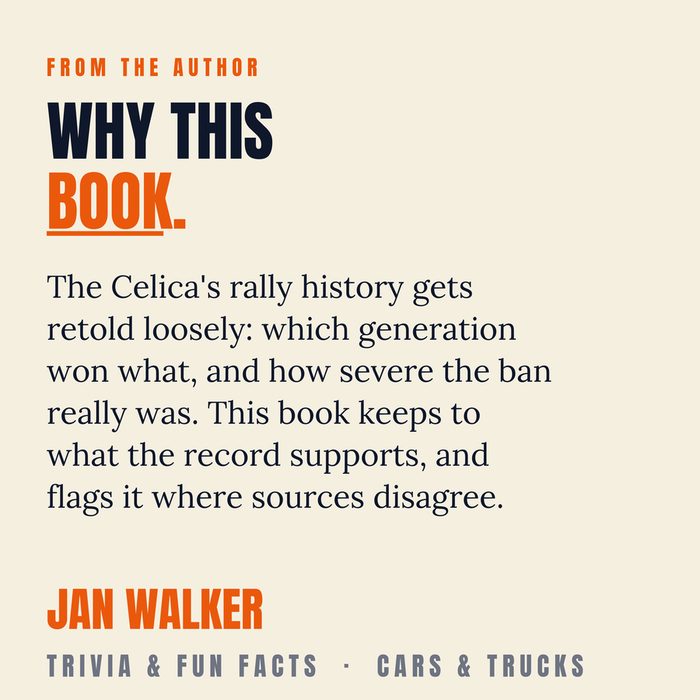 FROM THE AUTHOR
WHY THIS
BOOK.
The Celica's rally history gets
retold loosely: which generation
won what, and how severe the ban
really was. This book keeps to
what the record supports, and
flags it where sources disagree.
JAN WALKER
TRIVIA & FUN FACTS · CARS & TRUCKS